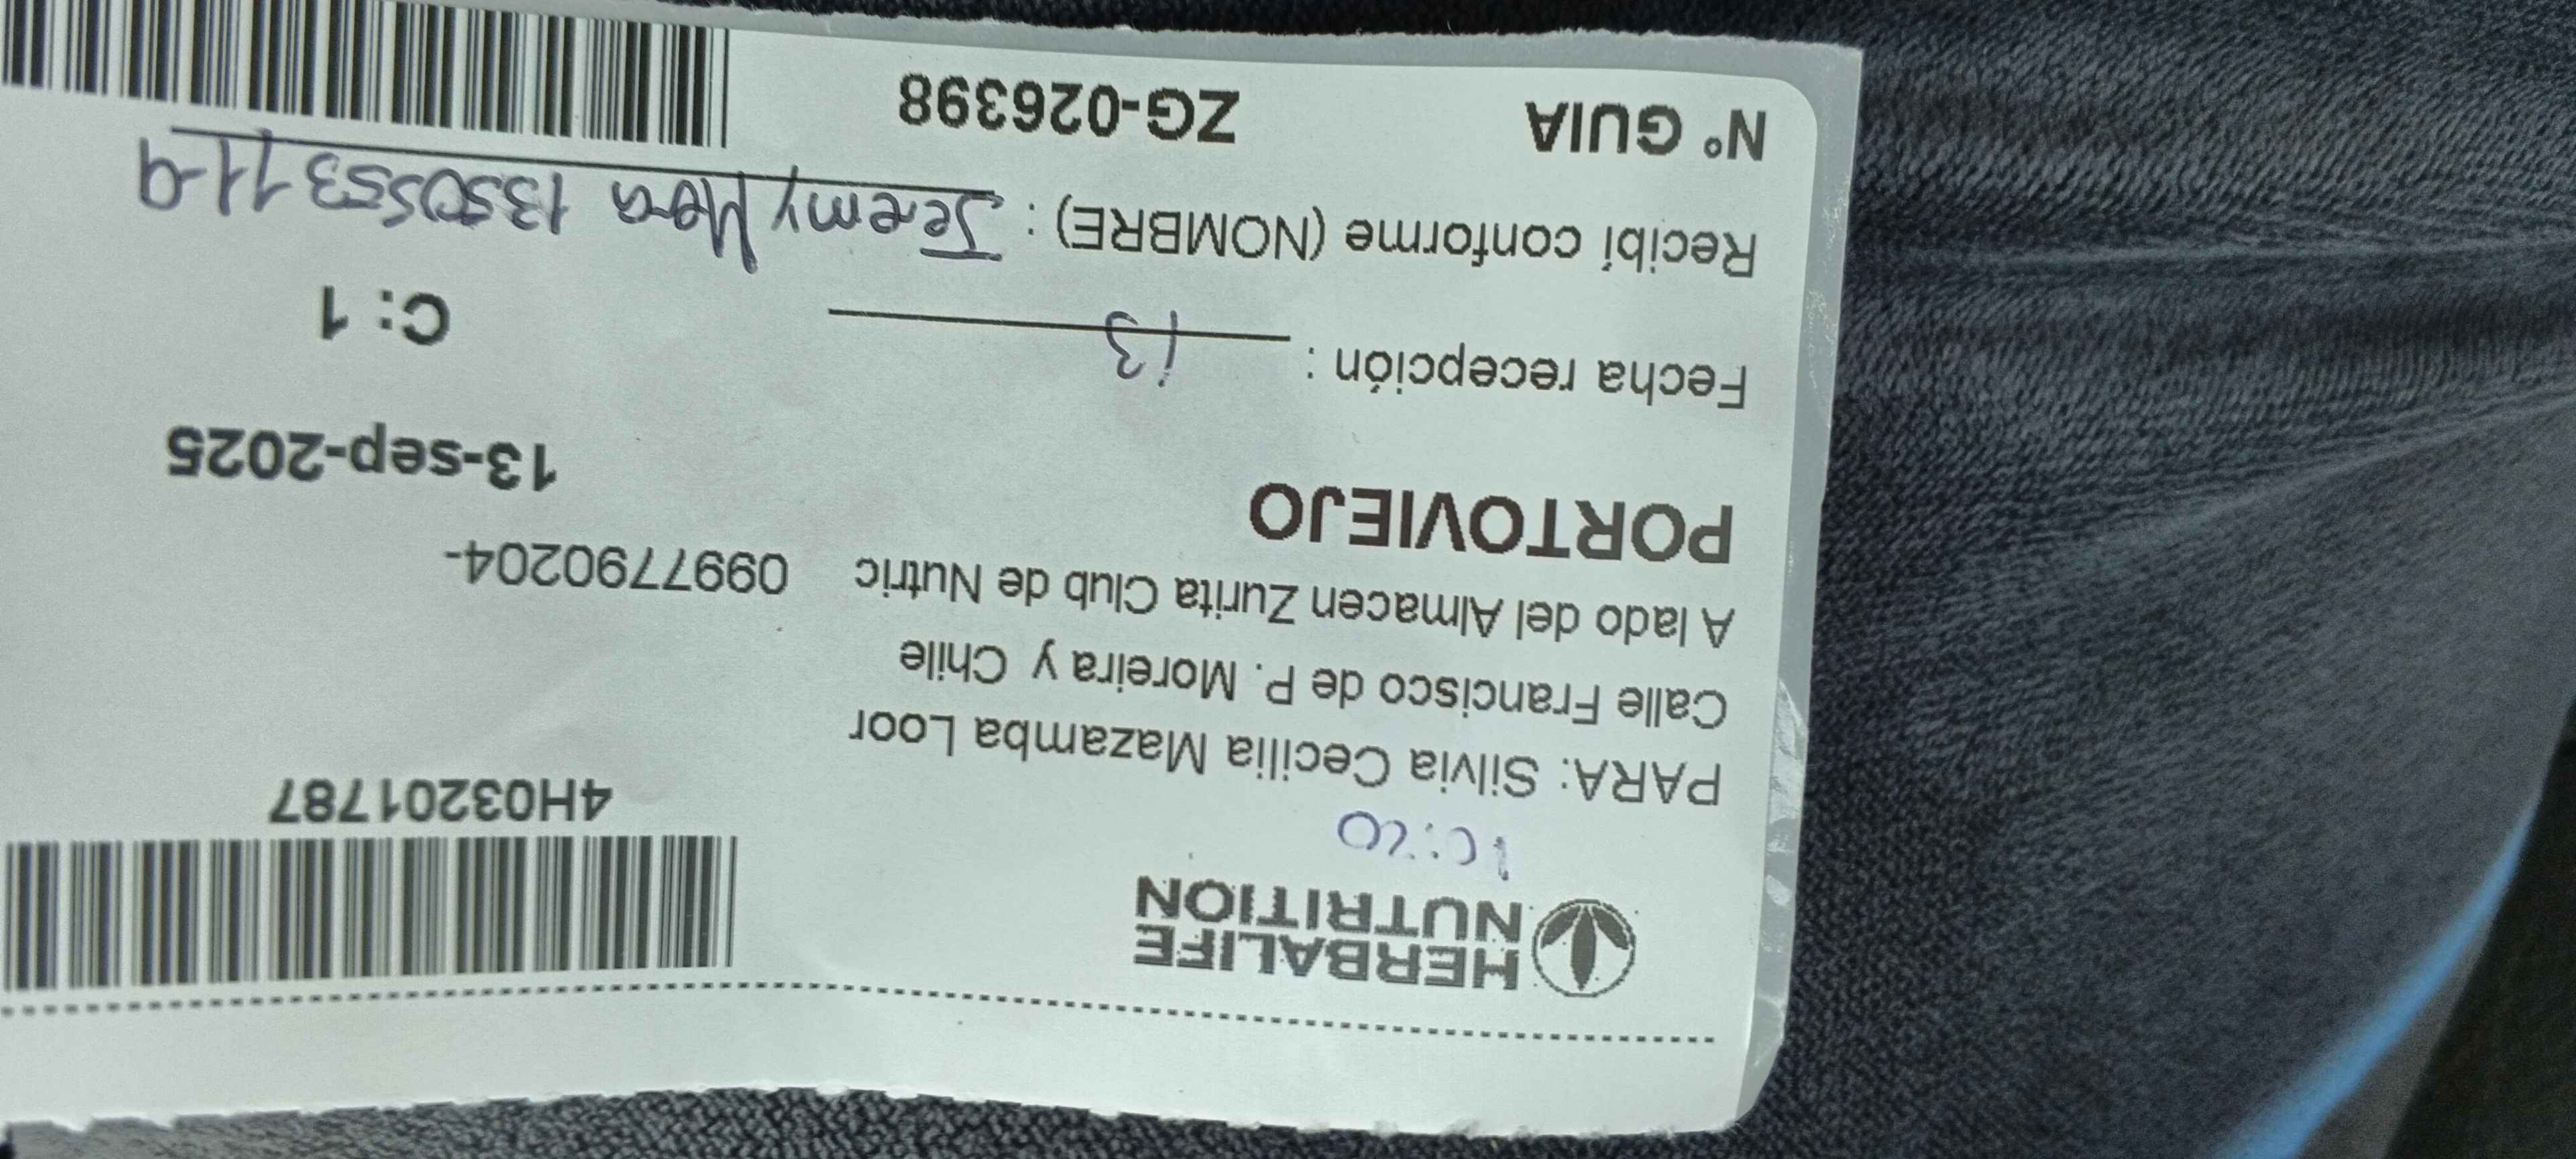 HERBALIFE
NUTRITION
10:20
4H03201787
PARA: Silvia Cecilia Mazamba Loor
Calle Francisco de P. Moreira y Chile
A lado del Almacen Zurita Club de Nutric 0997790204-
PORTOVIEJO
13-sep-2025
Fecha recepción : 13
C: 1
Recibí conforme (NOMBRE) : Jeremy Mera
N° GUIA ZG-026398